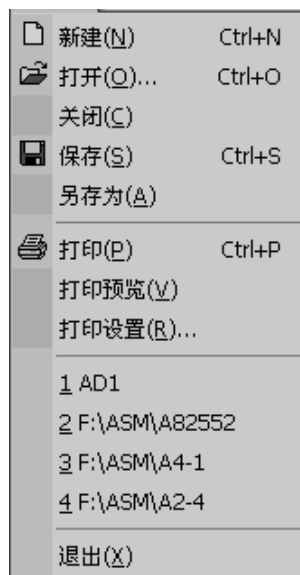 新建(N) Ctrl+N
打开(O)... Ctrl+O
关闭(C)
保存(S) Ctrl+S
另存为(A)
打印(P) Ctrl+P
打印预览(V)
打印设置(R)...
1 AD1
2 F:\ASM\A82552
3 F:\ASM\A4-1
4 F:\ASM\A2-4
退出(X)